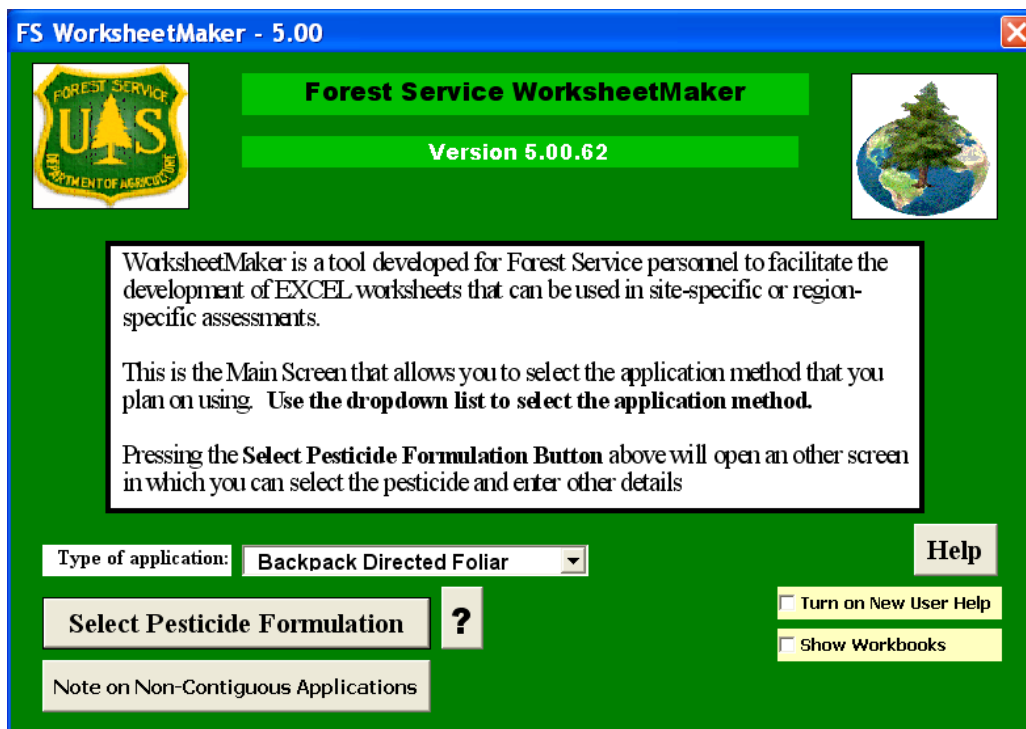 FS WorksheetMaker - 5.00
FOREST SERVICE
U S
DEPARTMENT OF AGRICULTURE
Forest Service WorksheetMaker
Version 5.00.62
WorksheetMaker is a tool developed for Forest Service personnel to facilitate the
development of EXCEL worksheets that can be used in site-specific or region-
specific assessments.
This is the Main Screen that allows you to select the application method that you
plan on using. Use the dropdown list to select the application method.
Pressing the Select Pesticide Formulation Button above will open an other screen
in which you can select the pesticide and enter other details
Type of application:
Backpack Directed Foliar
Help
Select Pesticide Formulation
?
Turn on New User Help
Show Workbooks
Note on Non-Contiguous Applications